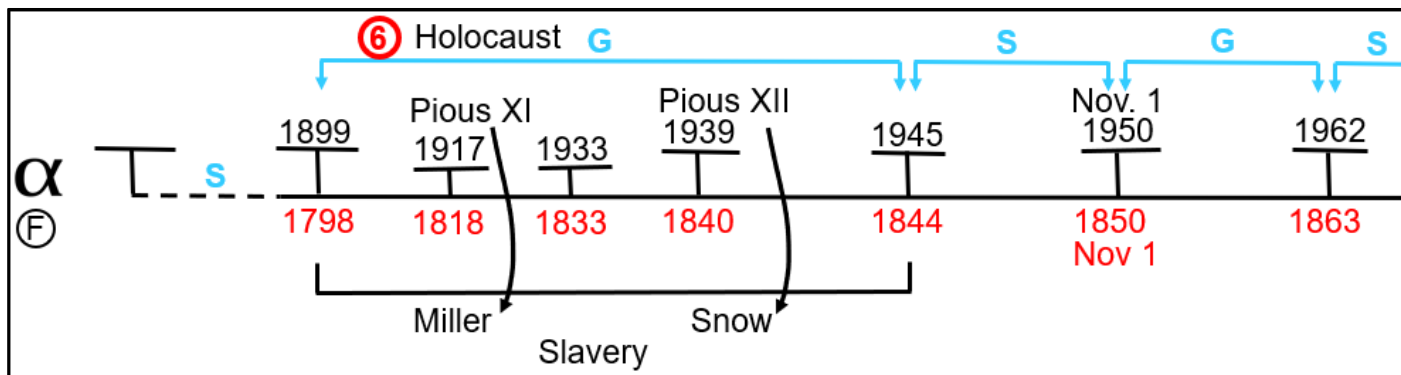 6 Holocaust G S G S
Pious XI Pious XII Nov. 1
1899 1917 1933 1939 1945 1950 1962
α S
F 1798 1818 1833 1840 1844 1850 1863
Nov 1
Miller Snow
Slavery